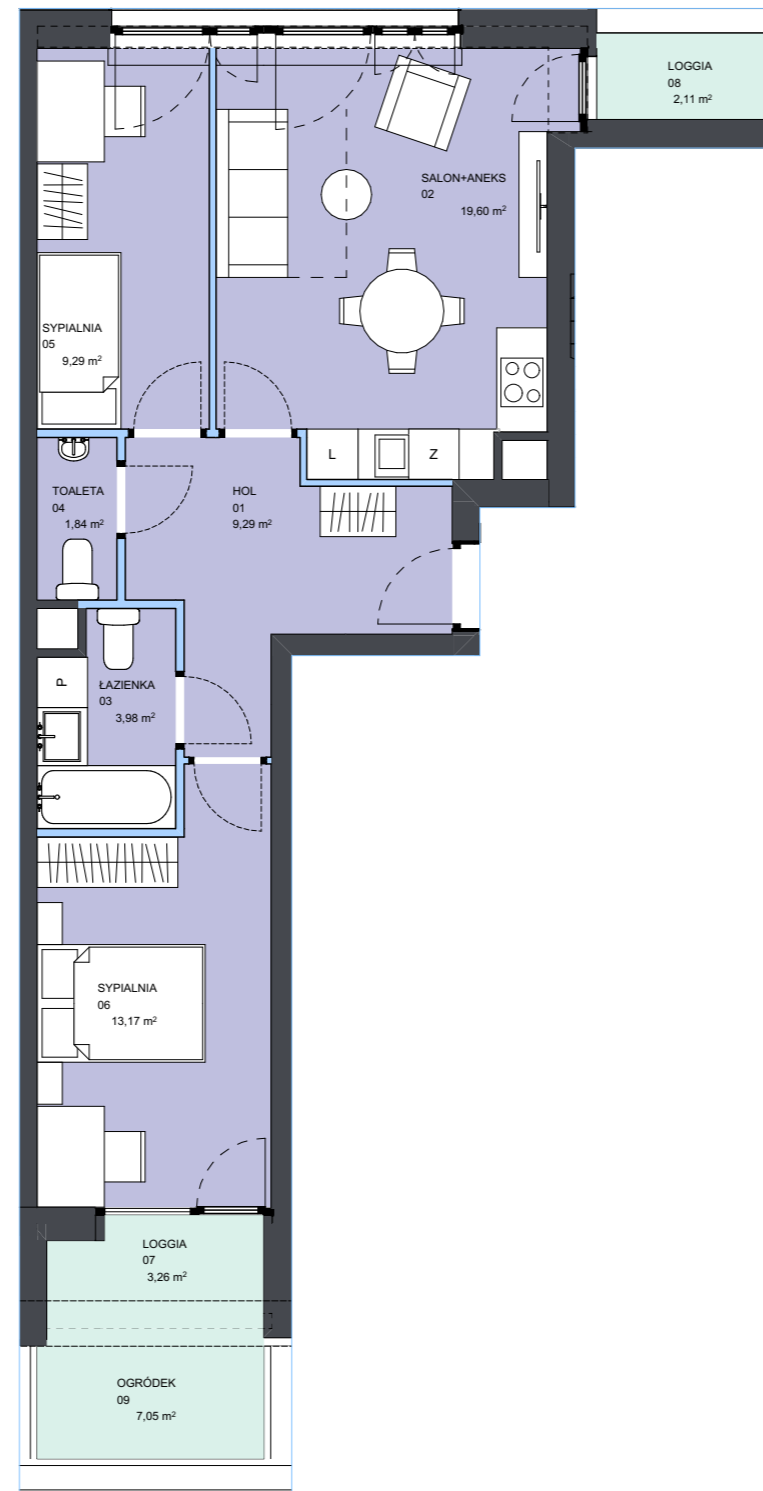 LOGGIA
08
2,11 m²
SALON+ANEKS
02
19,60 m²
SYPIALNIA
05
9,29 m²
L
Z
TOALETA
04
1,84 m²
HOL
01
9,29 m²
P
ŁAZIENKA
03
3,98 m²
SYPIALNIA
06
13,17 m²
LOGGIA
07
3,26 m²
OGRÓDEK
09
7,05 m²